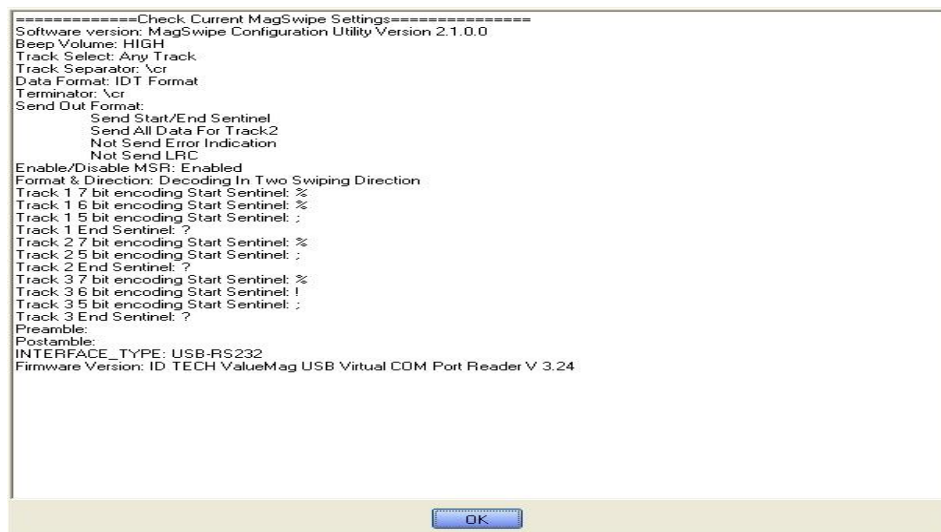 =============Check Current MagSwipe Settings===============
Software version: MagSwipe Configuration Utility Version 2.1.0.0
Beep Volume: HIGH
Track Select: Any Track
Track Separator: \cr
Data Format: IDT Format
Terminator: \cr
Send Out Format:
Send Start/End Sentinel
Send All Data For Track2
Not Send Error Indication
Not Send LRC
Enable/Disable MSR: Enabled
Format & Direction: Decoding In Two Swiping Direction
Track 1 7 bit encoding Start Sentinel: %
Track 1 6 bit encoding Start Sentinel: %
Track 1 5 bit encoding Start Sentinel: ;
Track 1 End Sentinel: ?
Track 2 7 bit encoding Start Sentinel: %
Track 2 5 bit encoding Start Sentinel: ;
Track 2 End Sentinel: ?
Track 3 7 bit encoding Start Sentinel: %
Track 3 6 bit encoding Start Sentinel: !
Track 3 5 bit encoding Start Sentinel: ;
Track 3 End Sentinel: ?
Preamble:
Postamble:
INTERFACE_TYPE: USB-RS232
Firmware Version: ID TECH ValueMag USB Virtual COM Port Reader V 3.24
OK